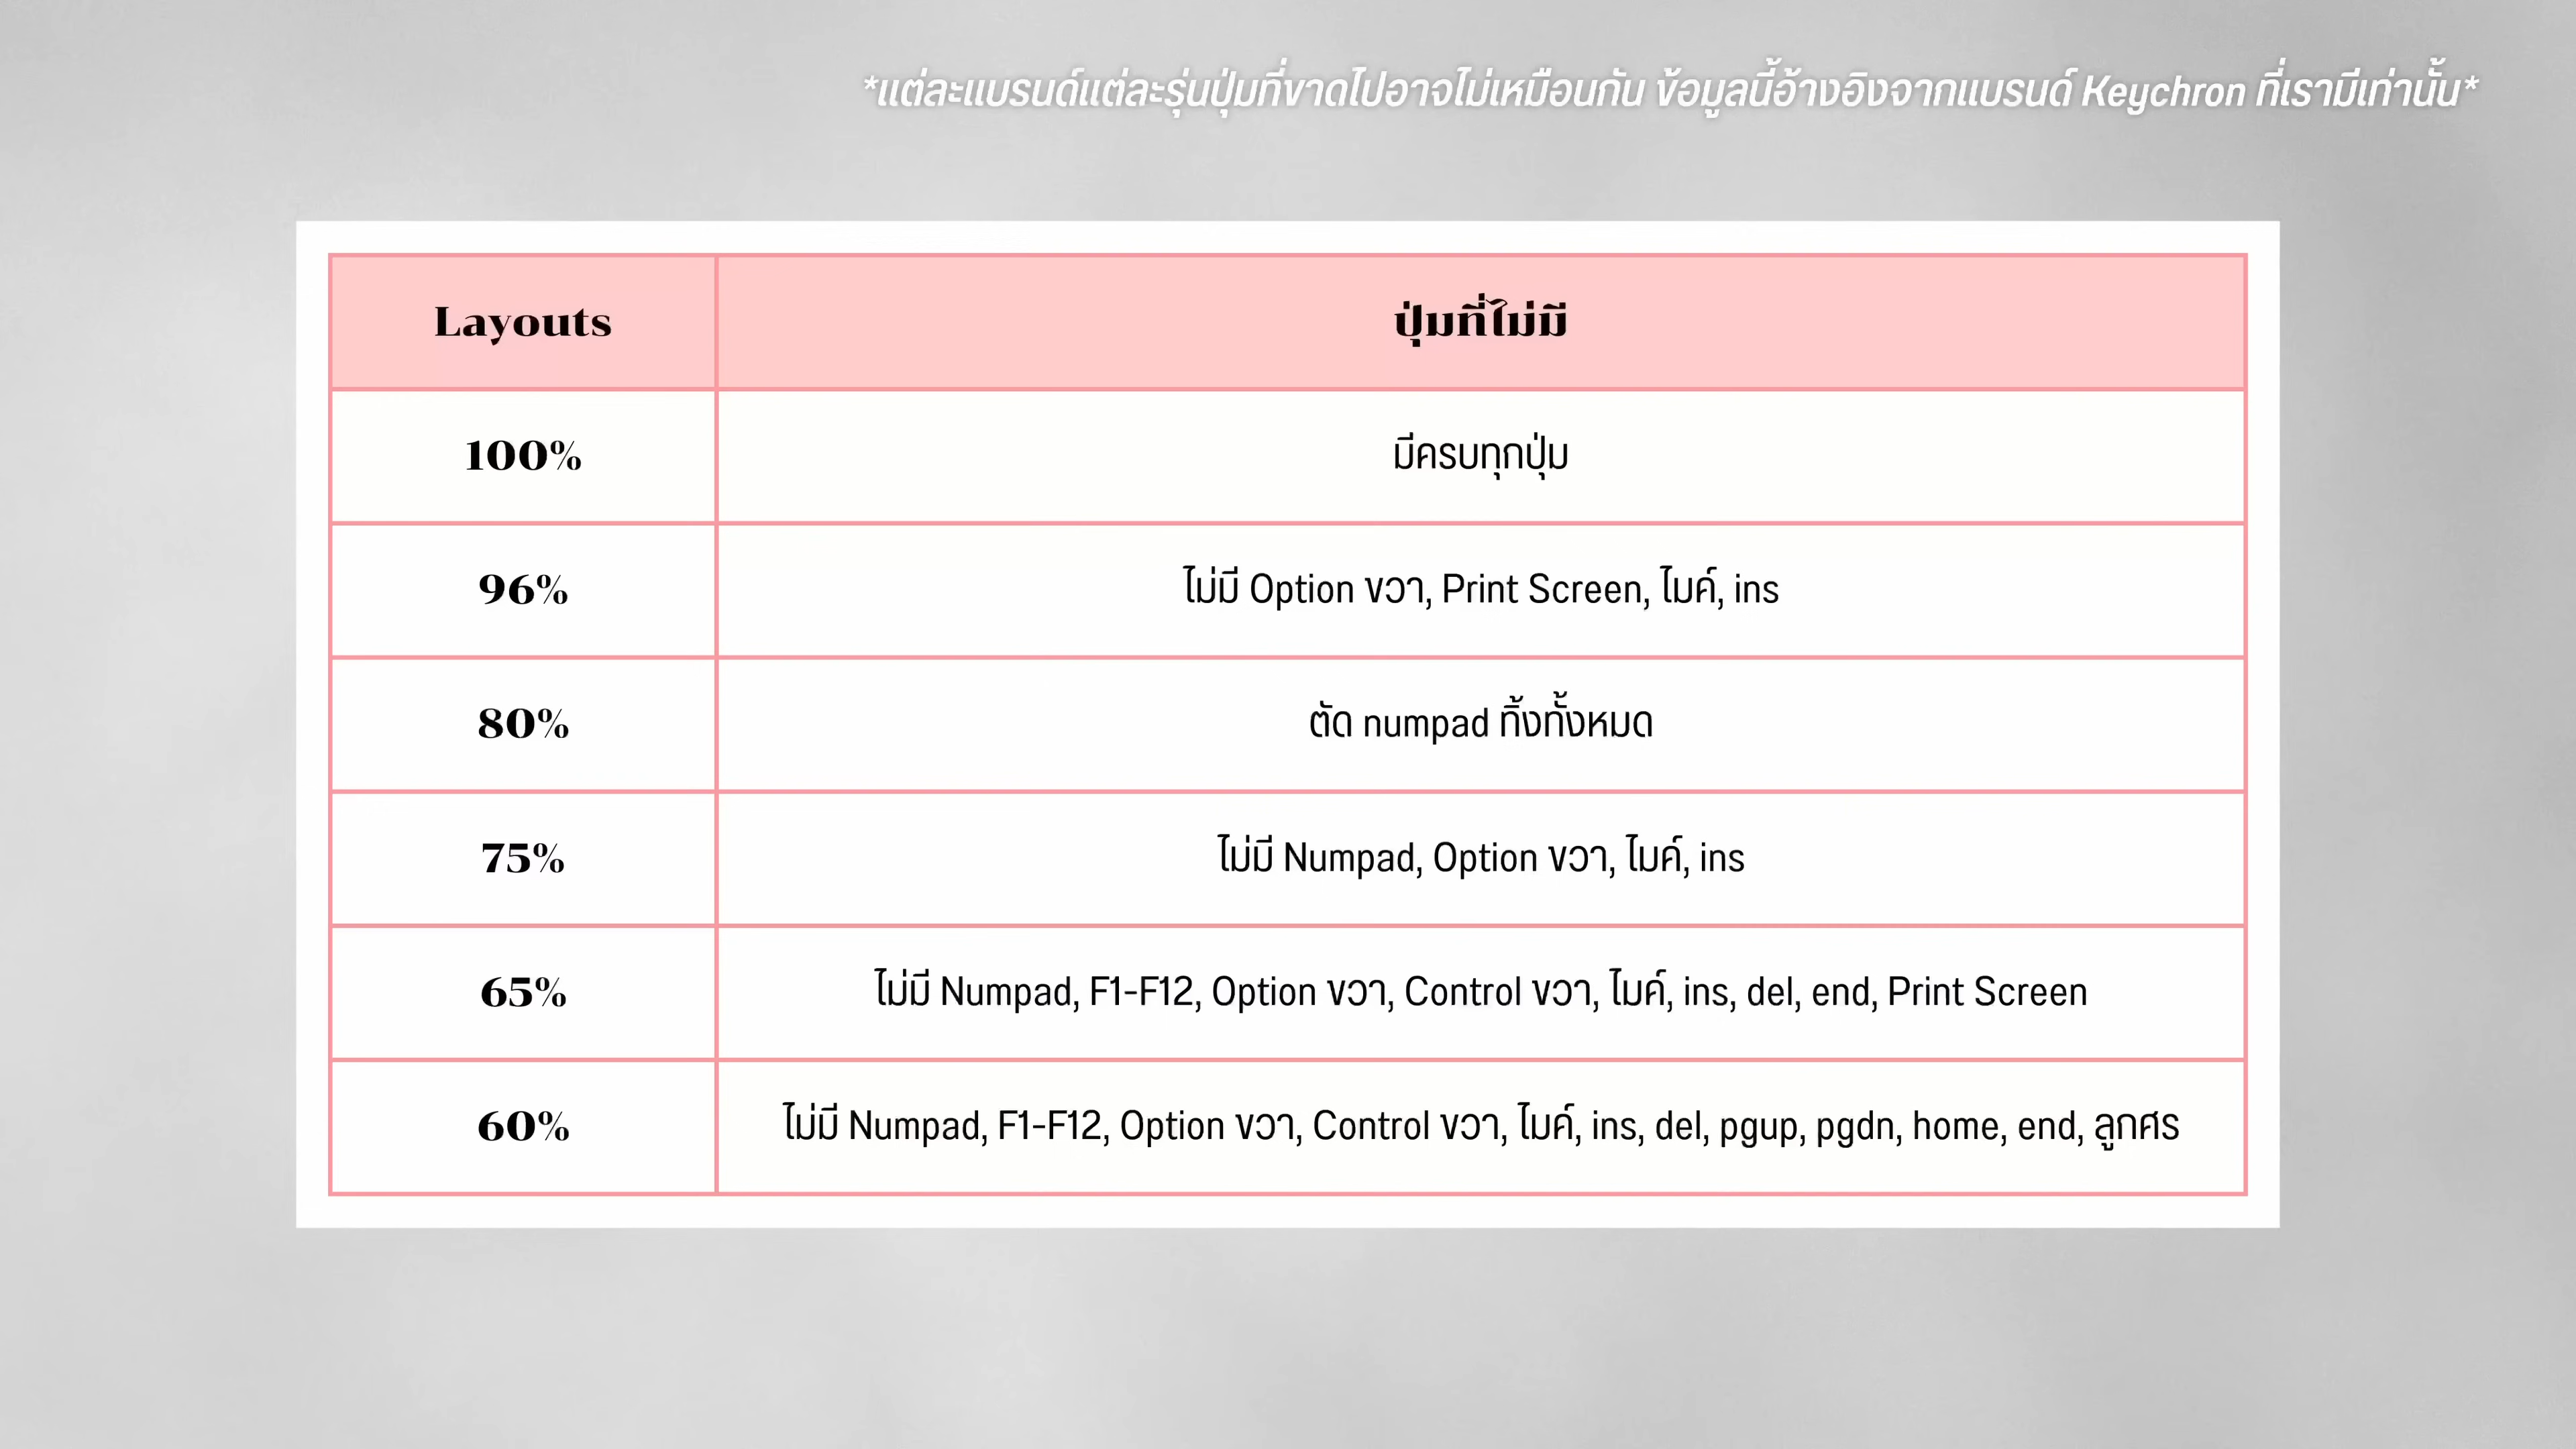 *แต่ละแบรนด์แต่ละรุ่นปุ่มที่ขาดไปอาจไม่เหมือนกัน ข้อมูลนี้อ้างอิงจากแบรนด์ Keychron ที่เรามีเท่านั้น*
Layouts ปุ่มที่ไม่มี
100% มีครบทุกปุ่ม
96% ไม่มี Option ขวา, Print Screen, ไมค์, ins
80% ตัด numpad ทิ้งทั้งหมด
75% ไม่มี Numpad, Option ขวา, ไมค์, ins
65% ไม่มี Numpad, F1-F12, Option ขวา, Control ขวา, ไมค์, ins, del, end, Print Screen
60% ไม่มี Numpad, F1-F12, Option ขวา, Control ขวา, ไมค์, ins, del, pgup, pgdn, home, end, ลูกศร